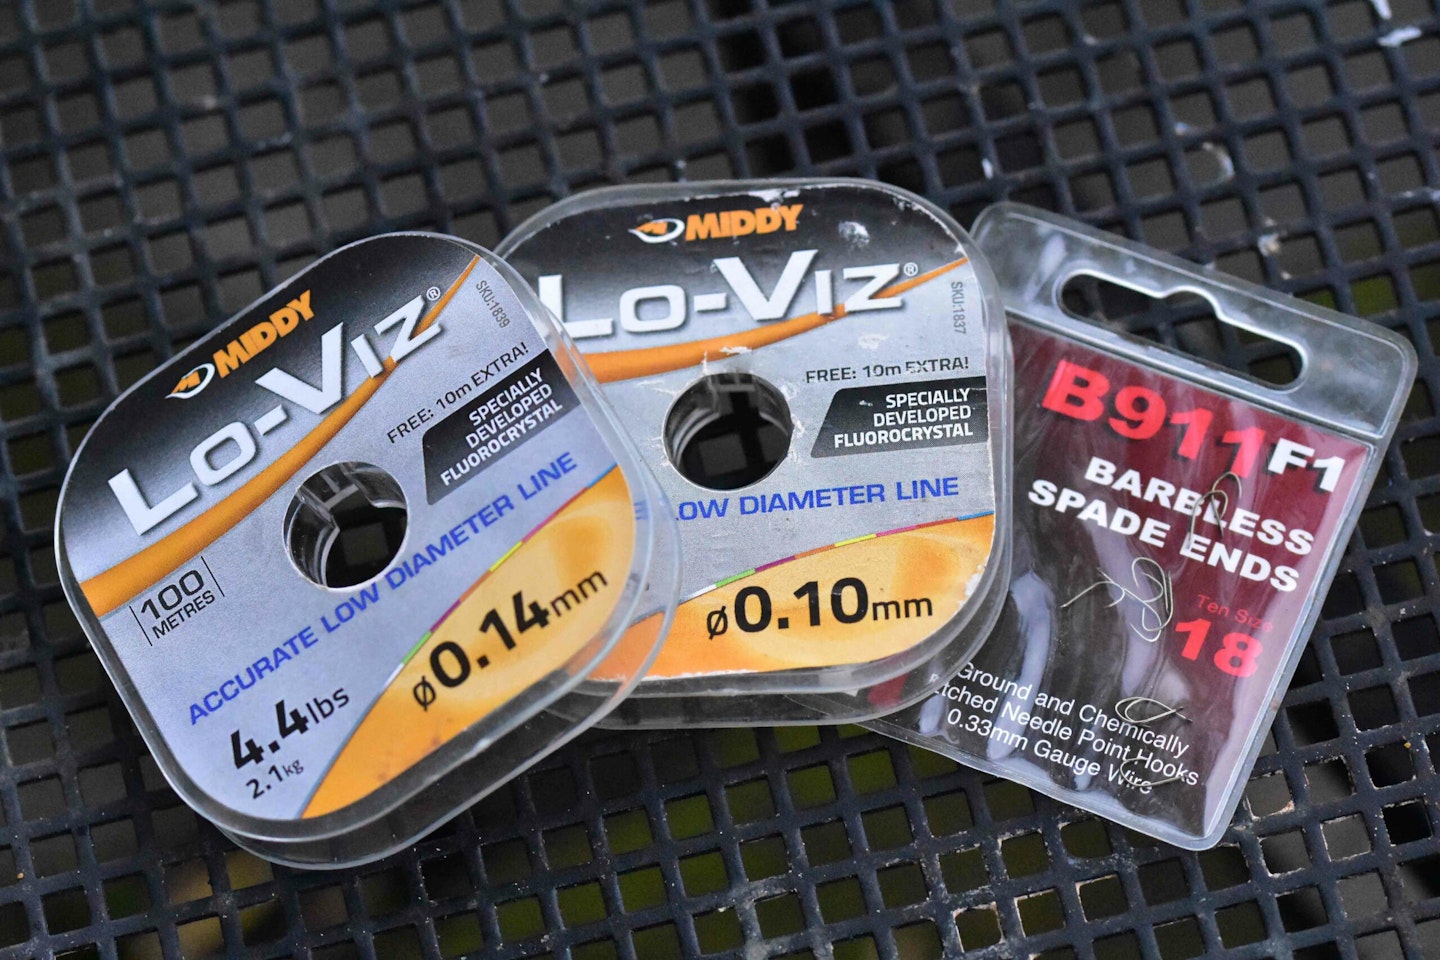 MIDDY
LO-VIZ®
SKU:1839
FREE: 10m EXTRA!
SPECIALLY
DEVELOPED
FLUOROCRYSTAL
100
METRES
ACCURATE LOW DIAMETER LINE
ø0.14mm
4.4lbs
2.1kg
MIDDY
LO-VIZ®
SKU:1837
FREE: 10m EXTRA!
SPECIALLY
DEVELOPED
FLUOROCRYSTAL
LOW DIAMETER LINE
ø0.10mm
B911 F1
BARBLESS
SPADE ENDS
Ten Size
18
Ground and Chemically
Needle Point Hooks
0.33mm Gauge Wire